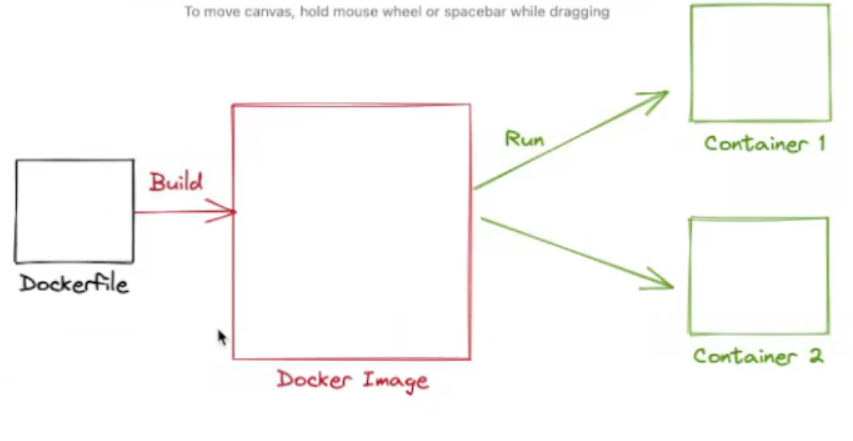 To move canvas, hold mouse wheel or spacebar while dragging
Run
Container 1
Build
Dockerfile
Container 2
Docker Image